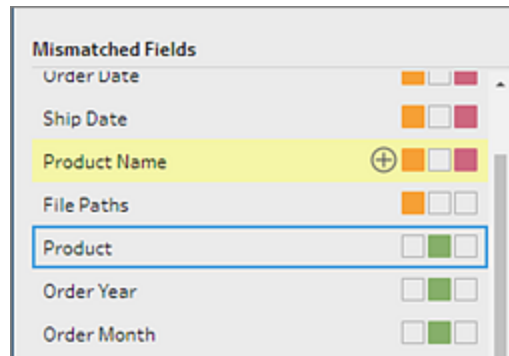 Mismatched Fields
Order Date
Ship Date
Product Name
File Paths
Product
Order Year
Order Month